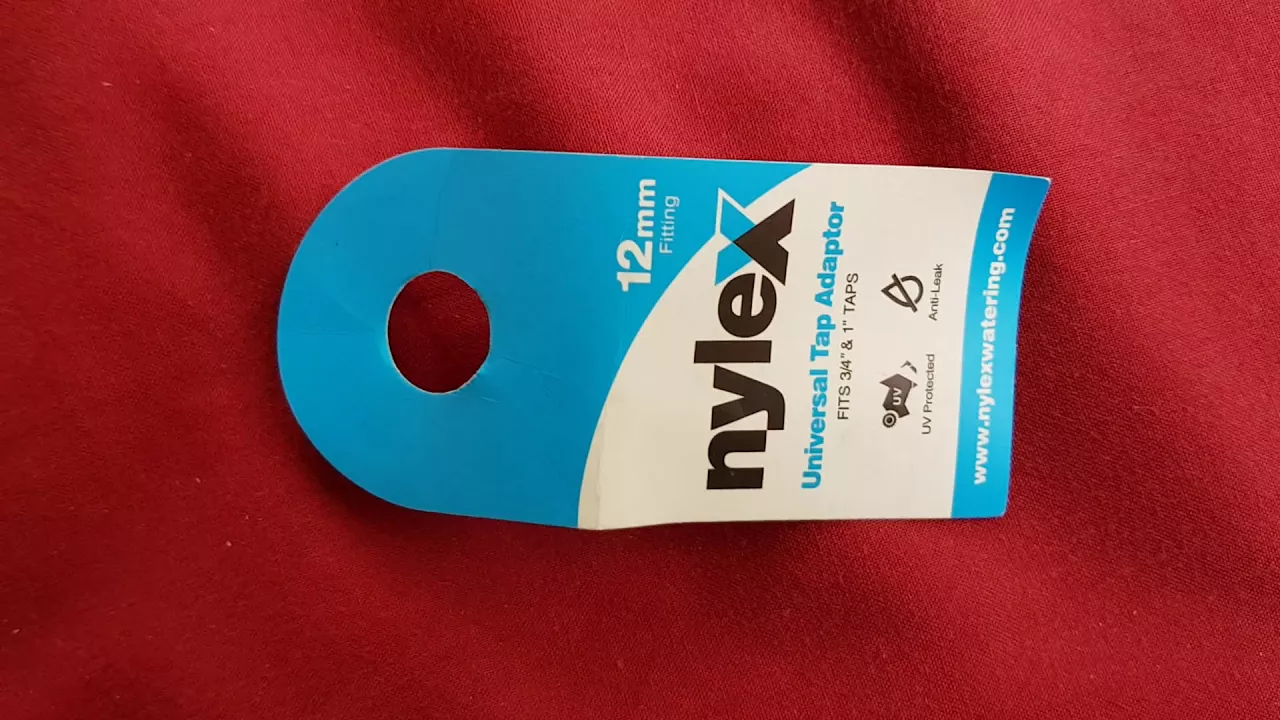 12mm
Fitting
nylex
Universal Tap Adaptor
FITS 3/4" & 1" TAPS
UV
UV Protected
Anti-Leak
www.nylexwatering.com